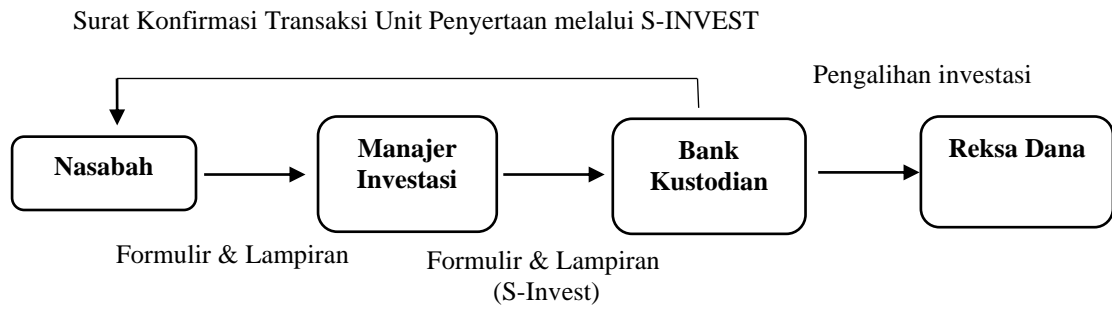 Surat Konfirmasi Transaksi Unit Penyertaan melalui S-INVEST
Pengalihan investasi
Nasabah
Manajer
Investasi
Bank
Kustodian
Reksa Dana
Formulir & Lampiran
Formulir & Lampiran
(S-Invest)